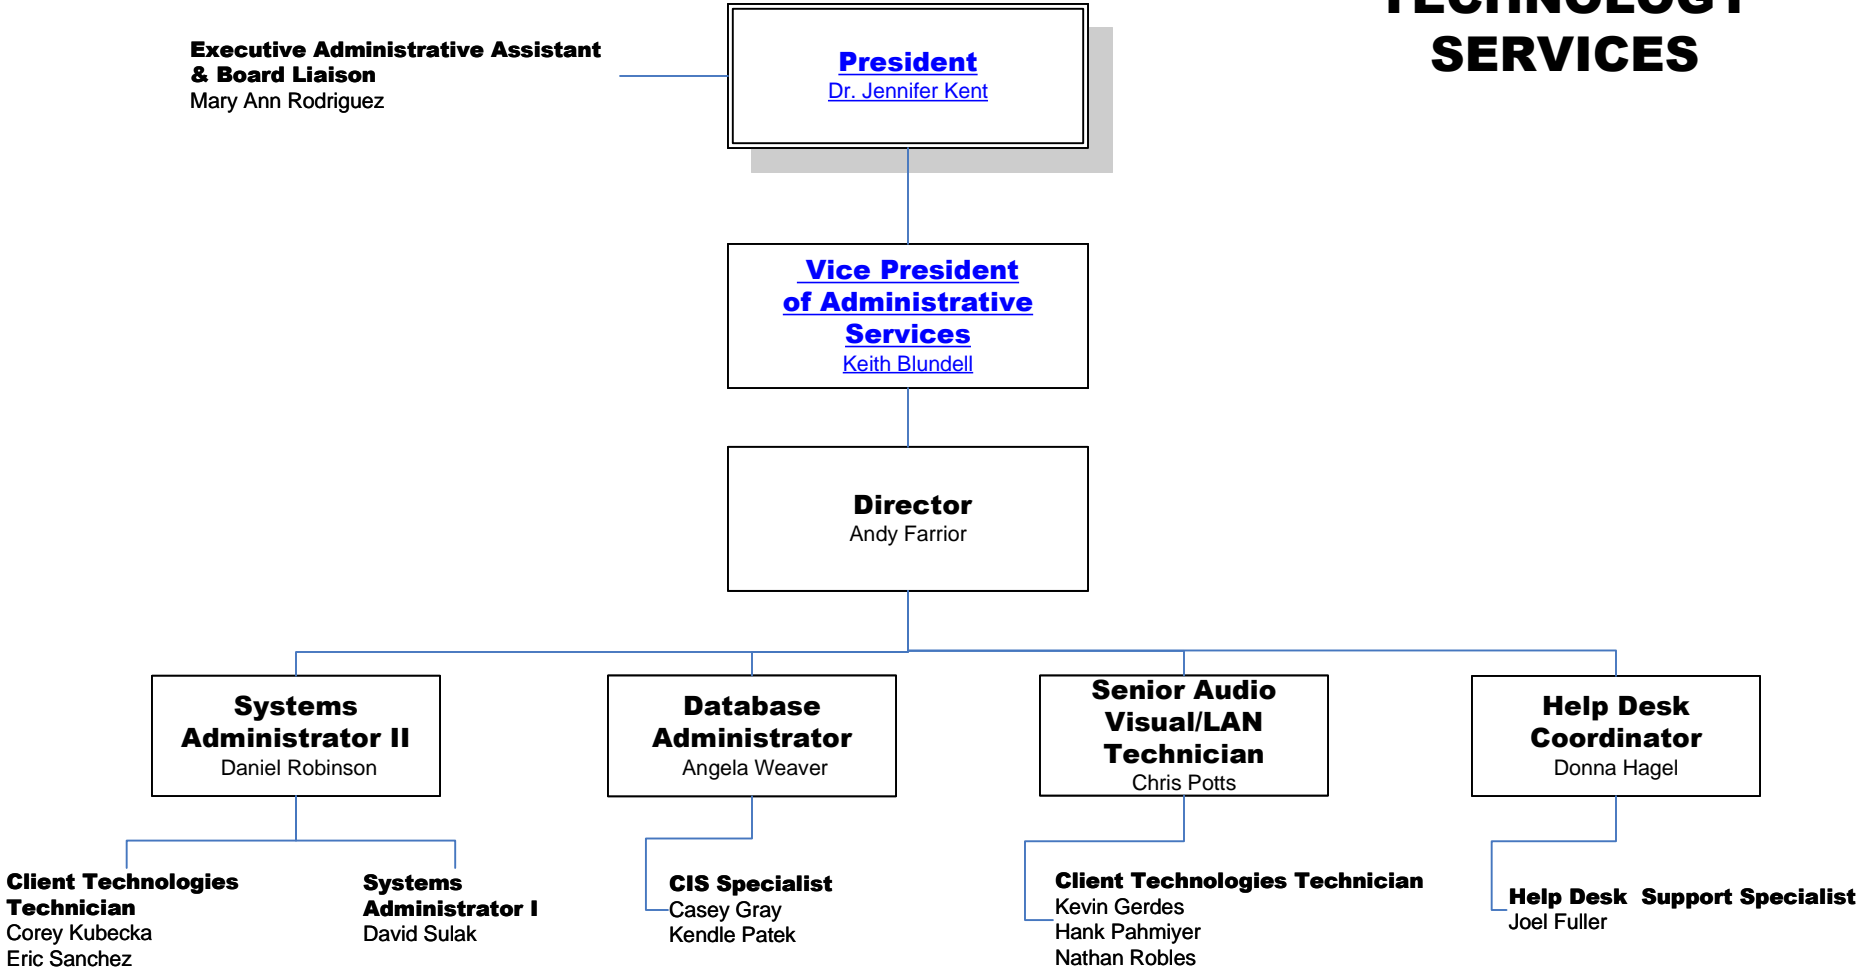 TECHNOLOGY
SERVICES
Executive Administrative Assistant
& Board Liaison
Mary Ann Rodriguez
President
Dr. Jennifer Kent
Vice President
of Administrative
Services
Keith Blundell
Director
Andy Farrior
Systems
Administrator II
Daniel Robinson
Database
Administrator
Angela Weaver
Senior Audio
Visual/LAN
Technician
Chris Potts
Help Desk
Coordinator
Donna Hagel
Client Technologies
Technician
Corey Kubecka
Eric Sanchez
Systems
Administrator I
David Sulak
CIS Specialist
Casey Gray
Kendle Patek
Client Technologies Technician
Kevin Gerdes
Hank Pahmiyer
Nathan Robles
Help Desk  Support Specialist
Joel Fuller